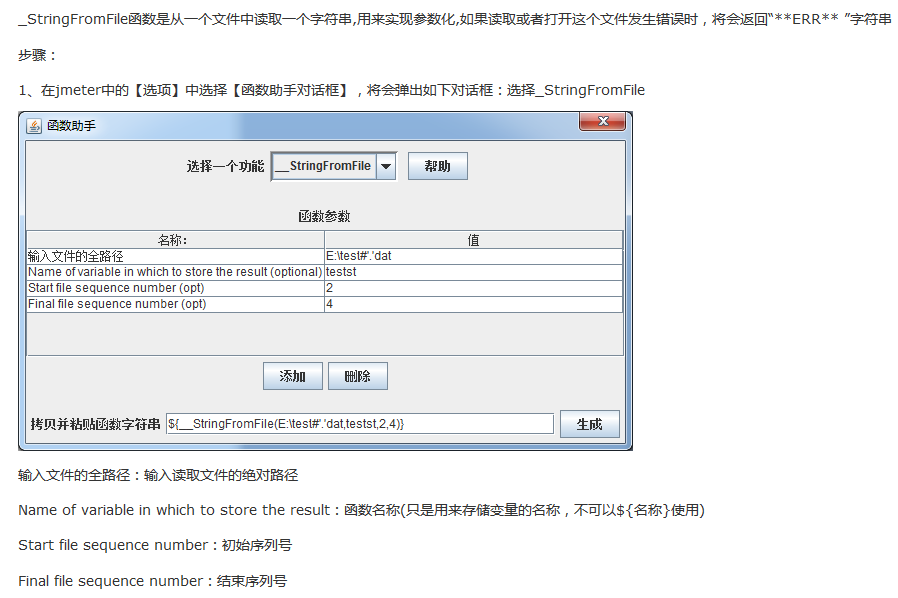 _StringFromFile函数是从一个文件中读取一个字符串,用来实现参数化,如果读取或者打开这个文件发生错误时，将会返回“**ERR** ”字符串
步骤：
1、在jmeter中的【选项】中选择【函数助手对话框】，将会弹出如下对话框：选择_StringFromFile
函数助手
选择一个功能 __StringFromFile 帮助
函数参数
名称: 值
输入文件的全路径 E:\test#'.'dat
Name of variable in which to store the result (optional) testst
Start file sequence number (opt) 2
Final file sequence number (opt) 4
添加 删除
拷贝并粘贴函数字符串 ${__StringFromFile(E:\test#'.'dat,testst,2,4)} 生成
输入文件的全路径：输入读取文件的绝对路径
Name of variable in which to store the result：函数名称(只是用来存储变量的名称，不可以${名称}使用)
Start file sequence number：初始序列号
Final file sequence number：结束序列号